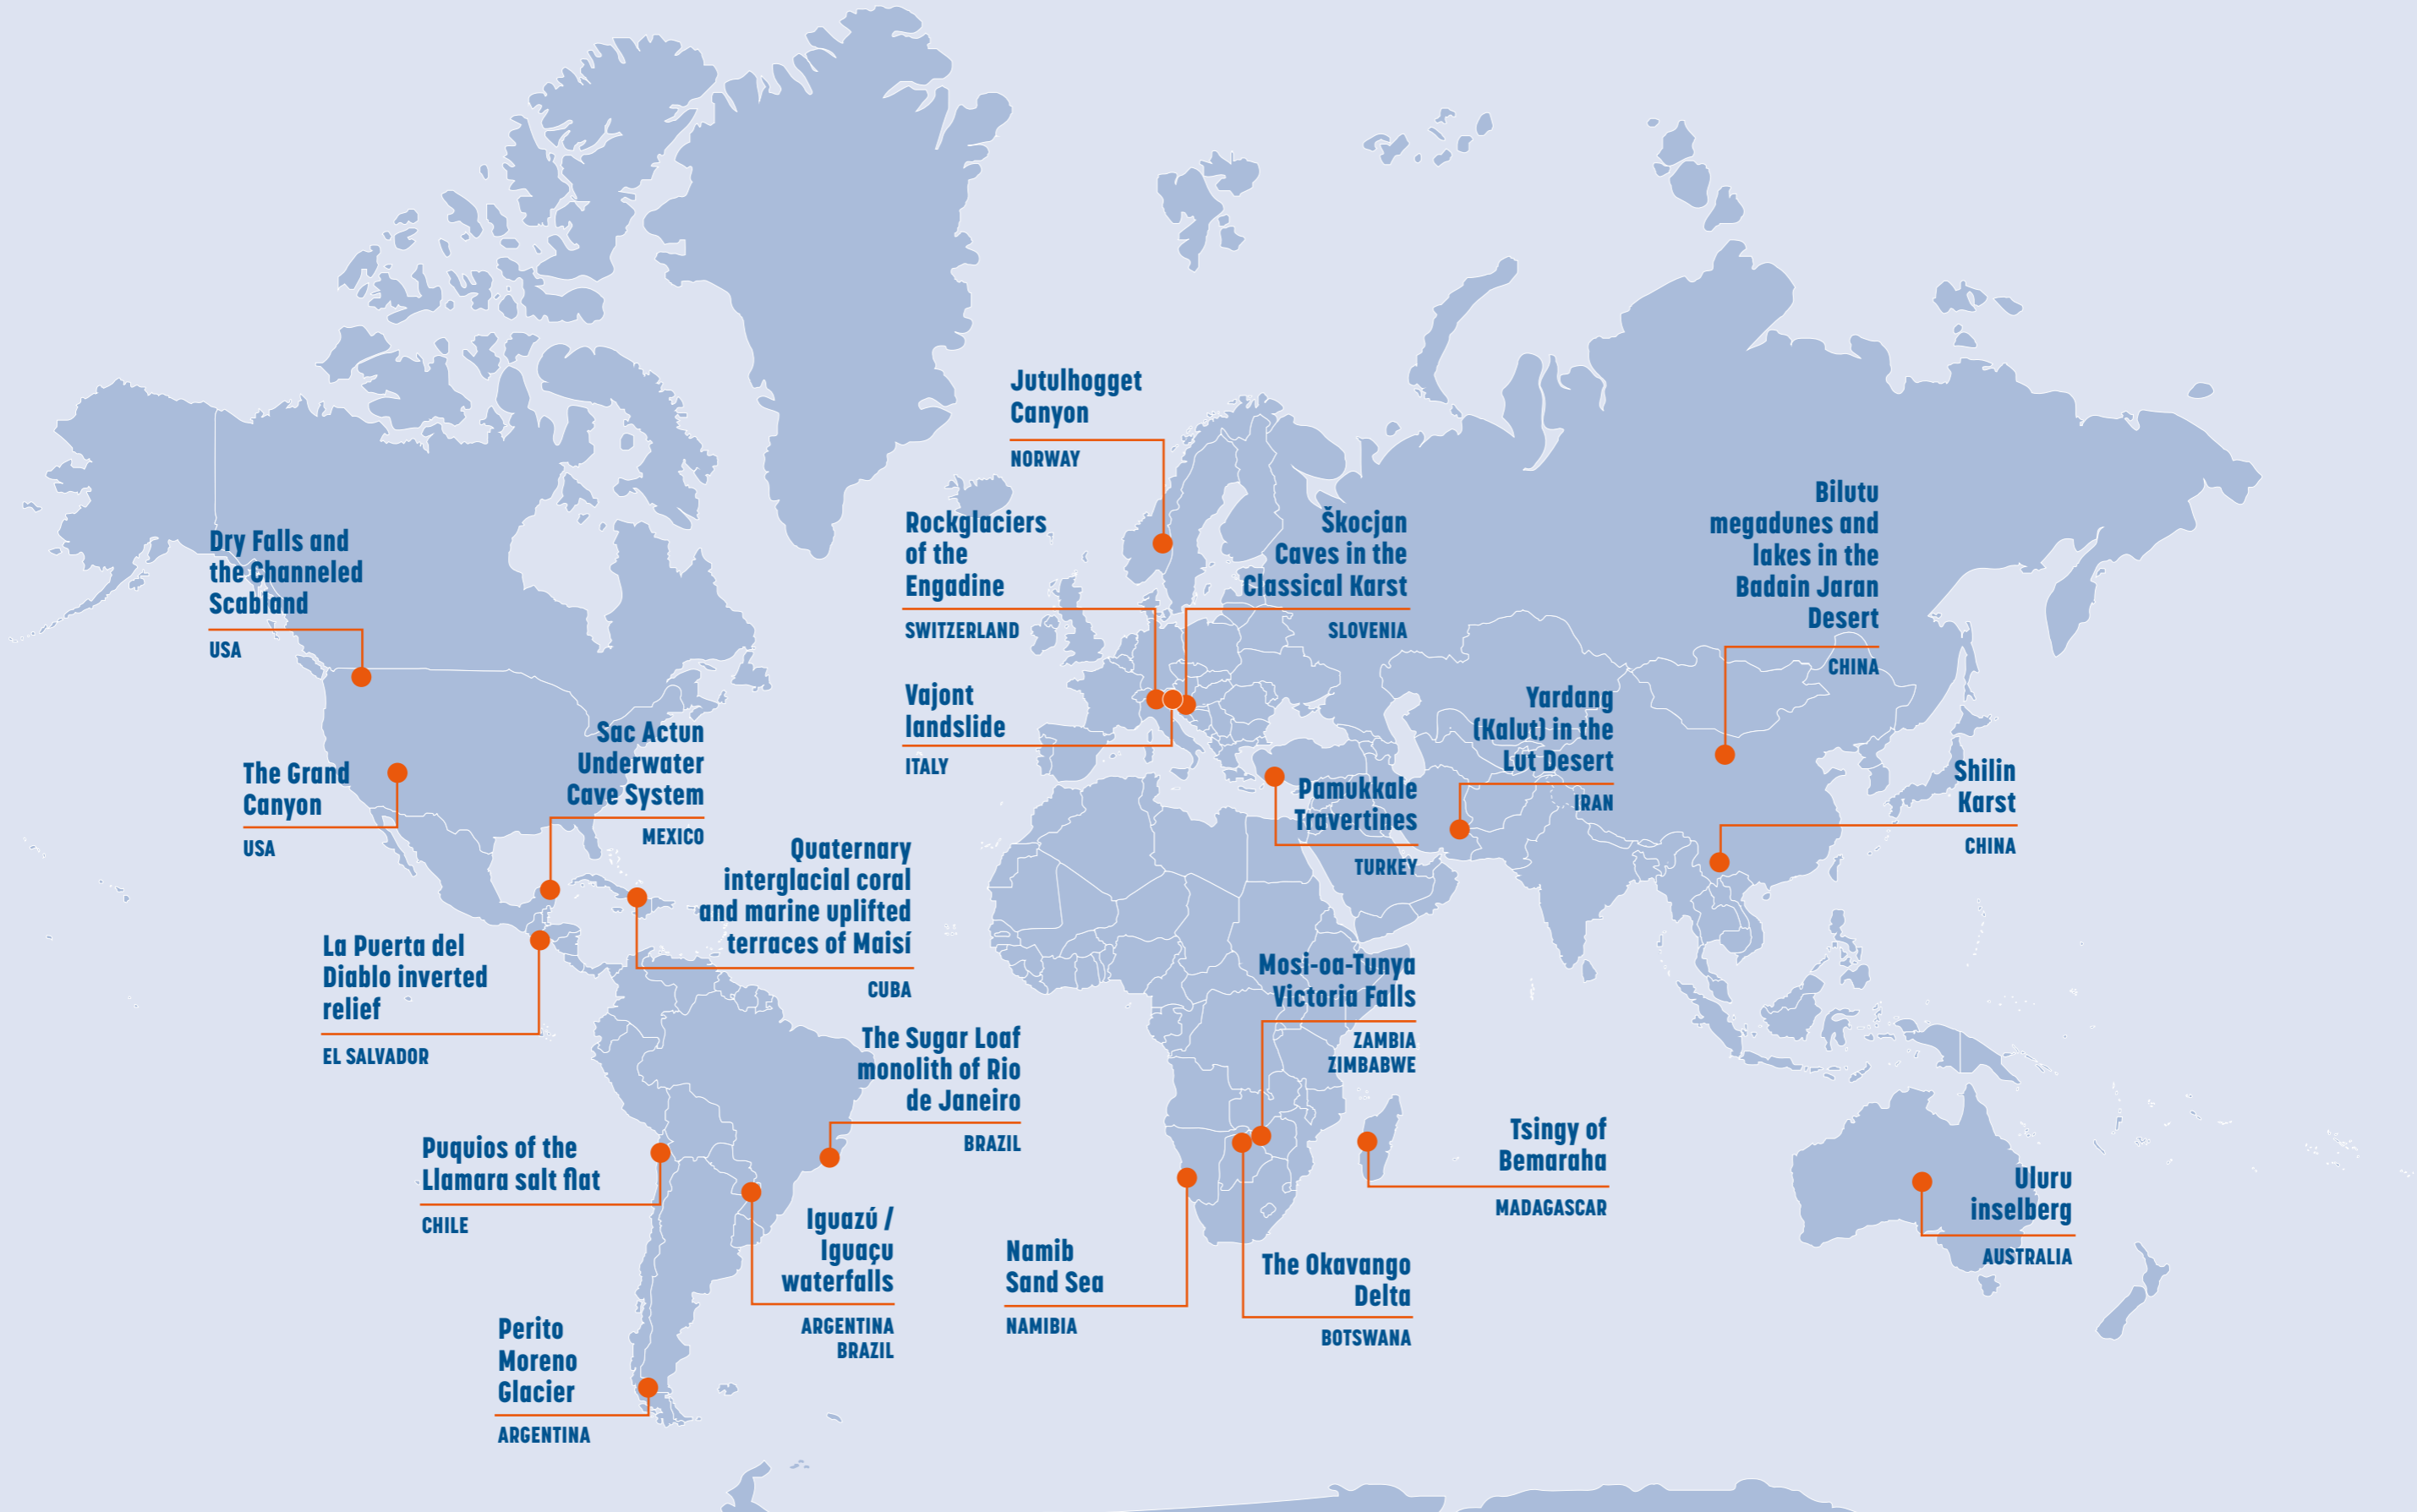 Jutulhogget
Canyon
NORWAY
Rockglaciers
of the
Engadine
SWITZERLAND
Škocjan
Caves in the
Classical Karst
SLOVENIA
Bilutu
megadunes and
lakes in the
Badain Jaran
Desert
CHINA
Dry Falls and
the Channeled
Scabland
USA
Vajont
landslide
ITALY
Yardang
(Kalut) in the
Lut Desert
IRAN
Sac Actun
Underwater
Cave System
MEXICO
The Grand
Canyon
USA
Pamukkale
Travertines
TURKEY
Shilin
Karst
CHINA
Quaternary
interglacial coral
and marine uplifted
terraces of Maisí
CUBA
La Puerta del
Diablo inverted
relief
EL SALVADOR
Mosi-oa-Tunya
Victoria Falls
ZAMBIA
ZIMBABWE
The Sugar Loaf
monolith of Rio
de Janeiro
BRAZIL
Puquios of the
Llamara salt flat
CHILE
Tsingy of
Bemaraha
MADAGASCAR
Uluru
inselberg
AUSTRALIA
Iguazú /
Iguaçu
waterfalls
ARGENTINA
BRAZIL
Namib
Sand Sea
NAMIBIA
The Okavango
Delta
BOTSWANA
Perito
Moreno
Glacier
ARGENTINA